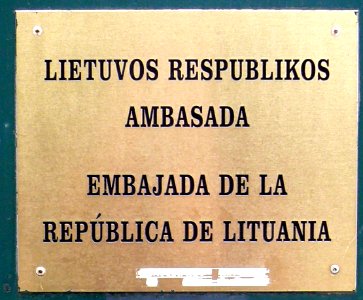 LIETUVOS RESPUBLIKOS
AMBASADA
EMBAJADA DE LA
REPÚBLICA DE LITUANIA